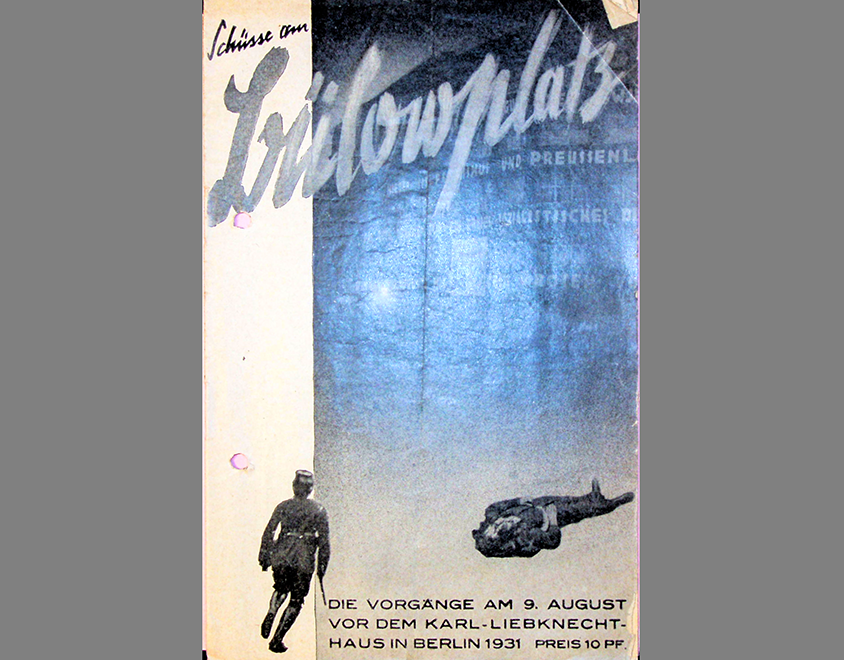 Schüsse am
Bülowplatz
UND PREUSSENL
DIE VORGÄNGE AM 9. AUGUST
VOR DEM KARL-LIEBKNECHT-
HAUS IN BERLIN 1931 PREIS 10 PF.